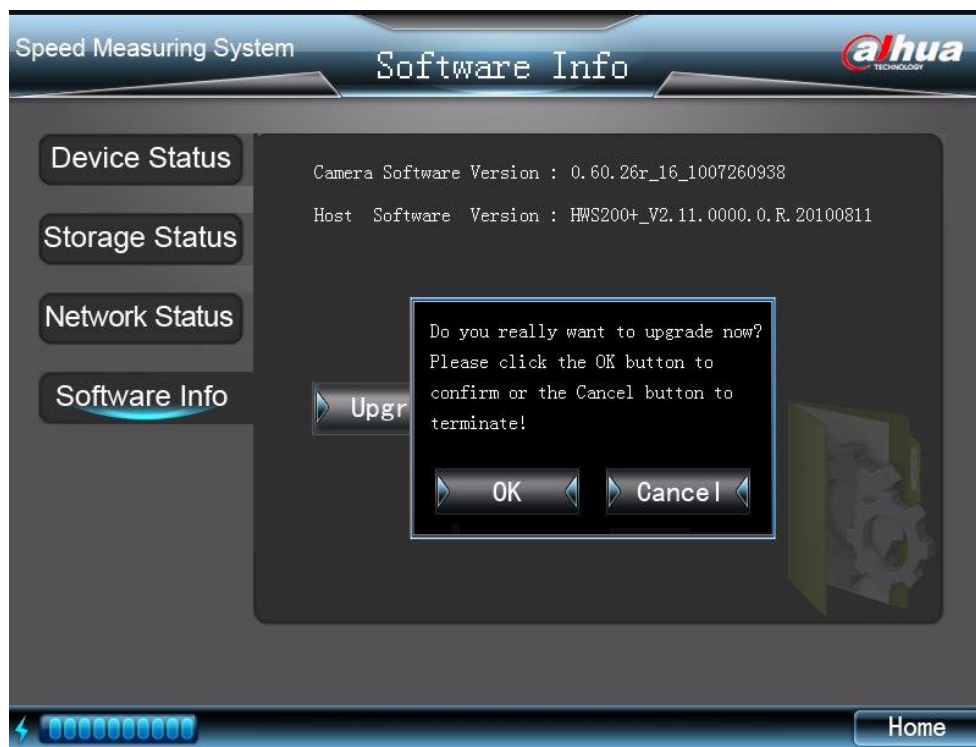 Speed Measuring System
Software Info
alhua
TECHNOLOGY
Device Status
Storage Status
Network Status
Software Info
Camera Software Version : 0.60.26r_16_1007260938
Host Software Version : HWS200+_V2.11.0000.0.R.20100811
Upgr
Do you really want to upgrade now?
Please click the OK button to
confirm or the Cancel button to
terminate!
OK
Cancel
Home